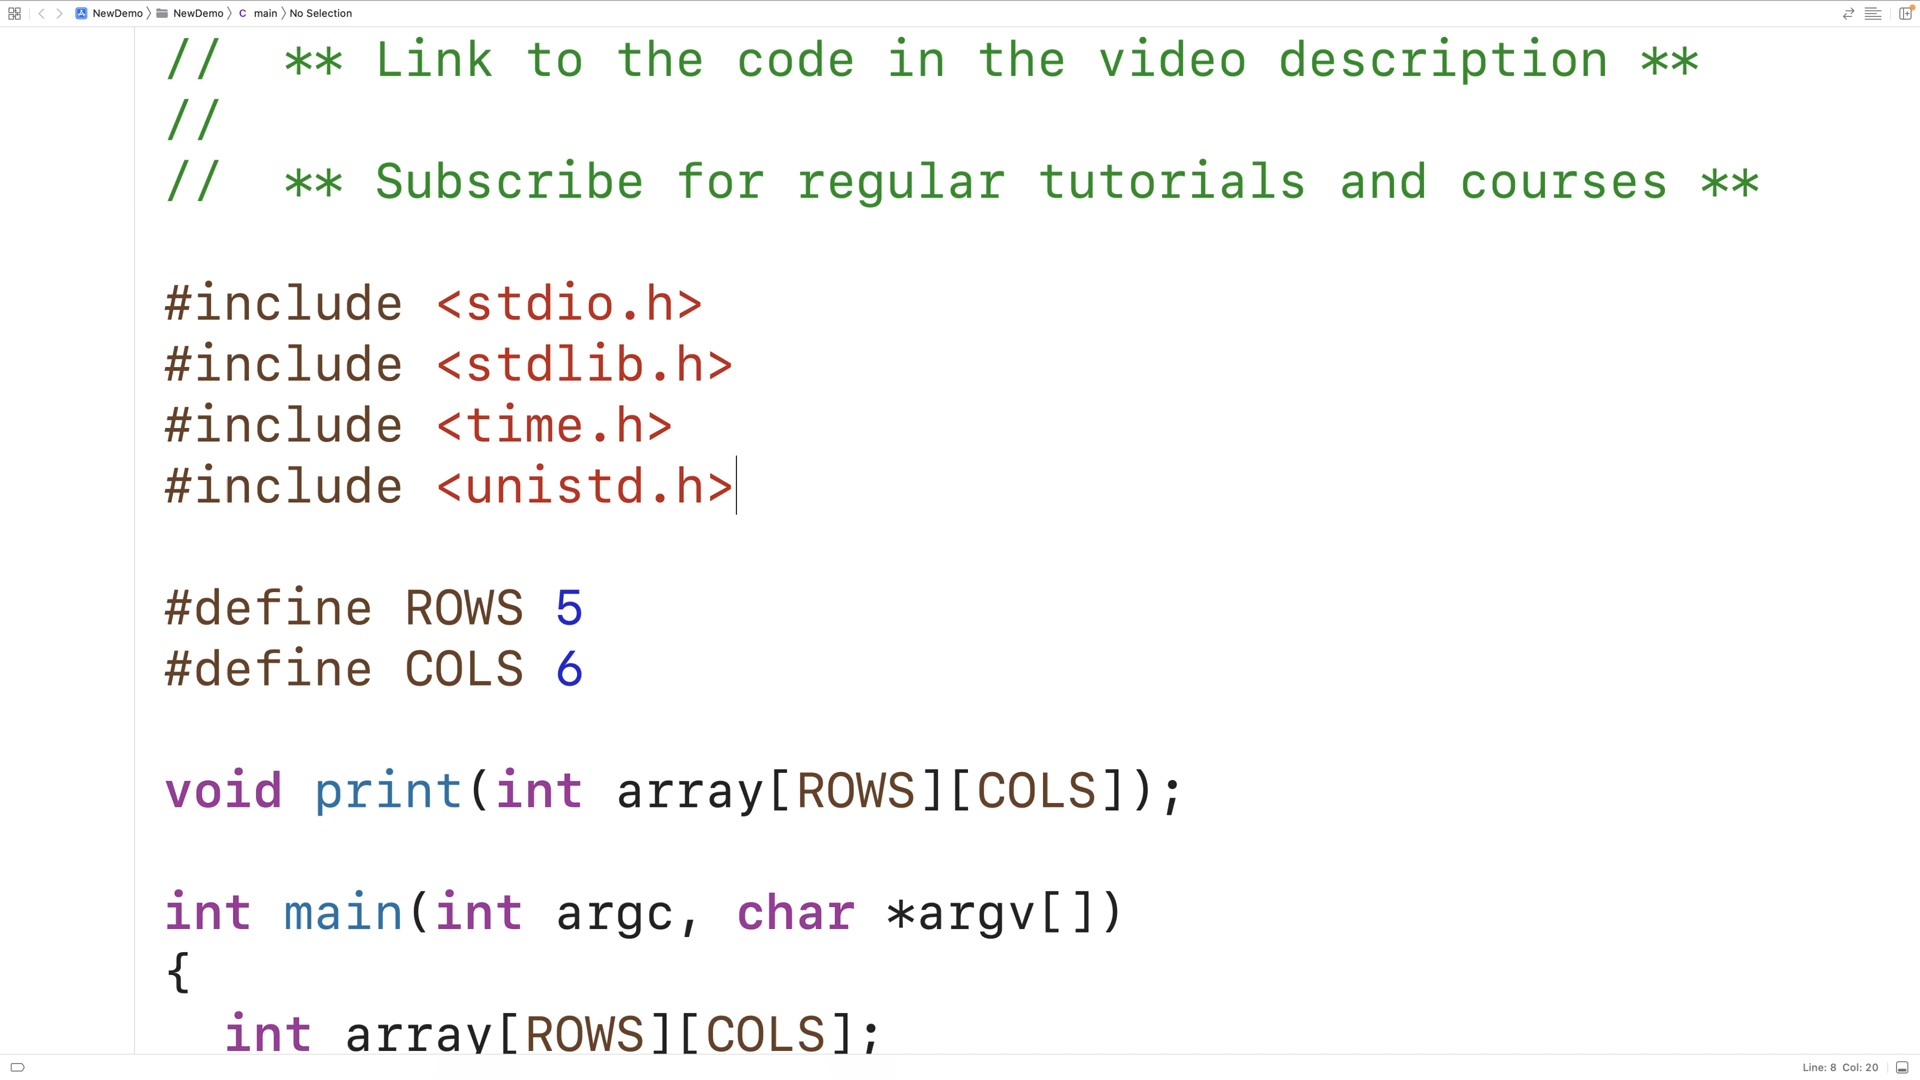 NewDemo NewDemo C main No Selection
//  ** Link to the code in the video description **
//
//  ** Subscribe for regular tutorials and courses **
#include <stdio.h>
#include <stdlib.h>
#include <time.h>
#include <unistd.h>
#define ROWS 5
#define COLS 6
void print(int array[ROWS][COLS]);
int main(int argc, char *argv[])
{
  int array[ROWS][COLS];
Line: 8 Col: 20